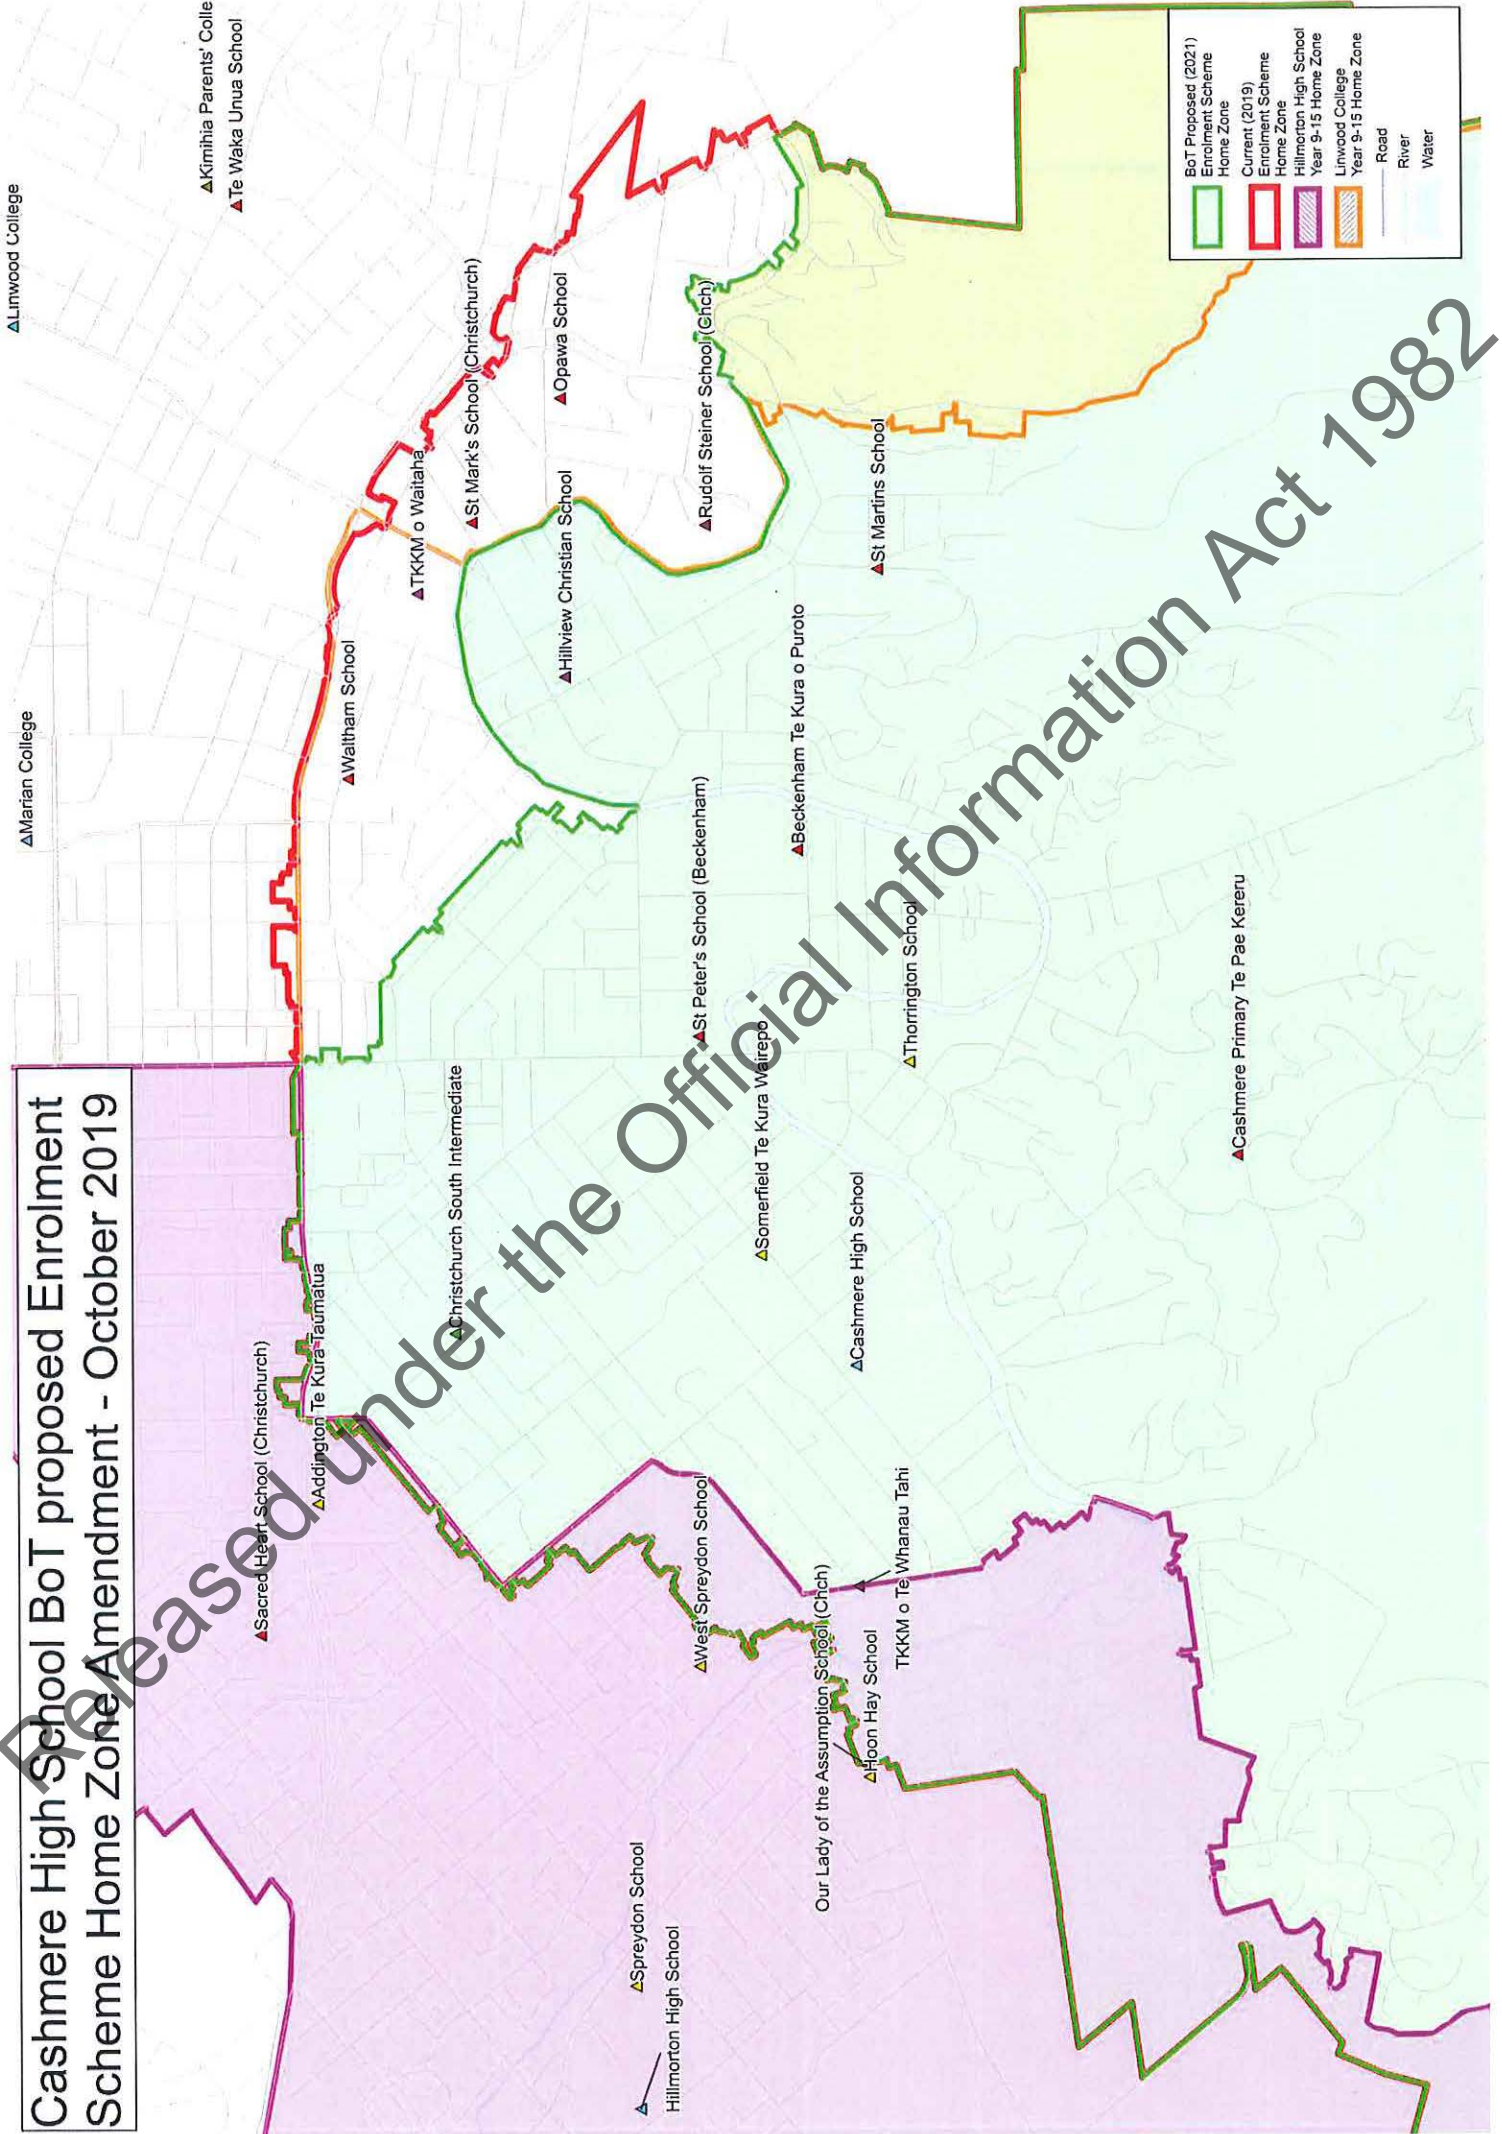 Cashmere High School BoT proposed Enrolment
Scheme Home Zone Amendment - October 2019
Linwood College
Marian College
Kimihia Parents' Colle
Te Waka Unua School
Sacred Heart School (Christchurch)
Addington Te Kura Taumatua
Waltham School
TKKM o Waitaha
St Mark's School (Christchurch)
Christchurch South Intermediate
Hillview Christian School
Opawa School
Spreydon School
Hillmorton High School
West Spreydon School
St Peter's School (Beckenham)
Rudolf Steiner School (Chch)
Somerfield Te Kura Wairepo
Beckenham Te Kura o Puroto
Our Lady of the Assumption School (Chch)
Hoon Hay School
TKKM o Te Whanau Tahi
Cashmere High School
Thorrington School
St Martins School
Cashmere Primary Te Pae Kereru
BoT Proposed (2021)
Enrolment Scheme
Home Zone
Current (2019)
Enrolment Scheme
Home Zone
Hillmorton High School
Year 9-15 Home Zone
Linwood College
Year 9-15 Home Zone
Road
River
Water
Released under the Official Information Act 1982